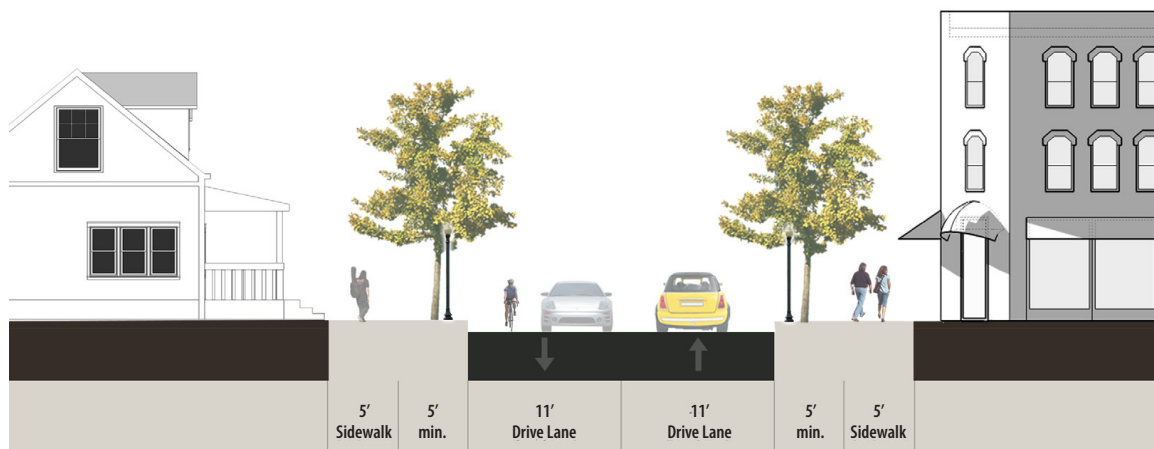 5′
Sidewalk
5′
min.
11′
Drive Lane
11′
Drive Lane
5′
min.
5′
Sidewalk